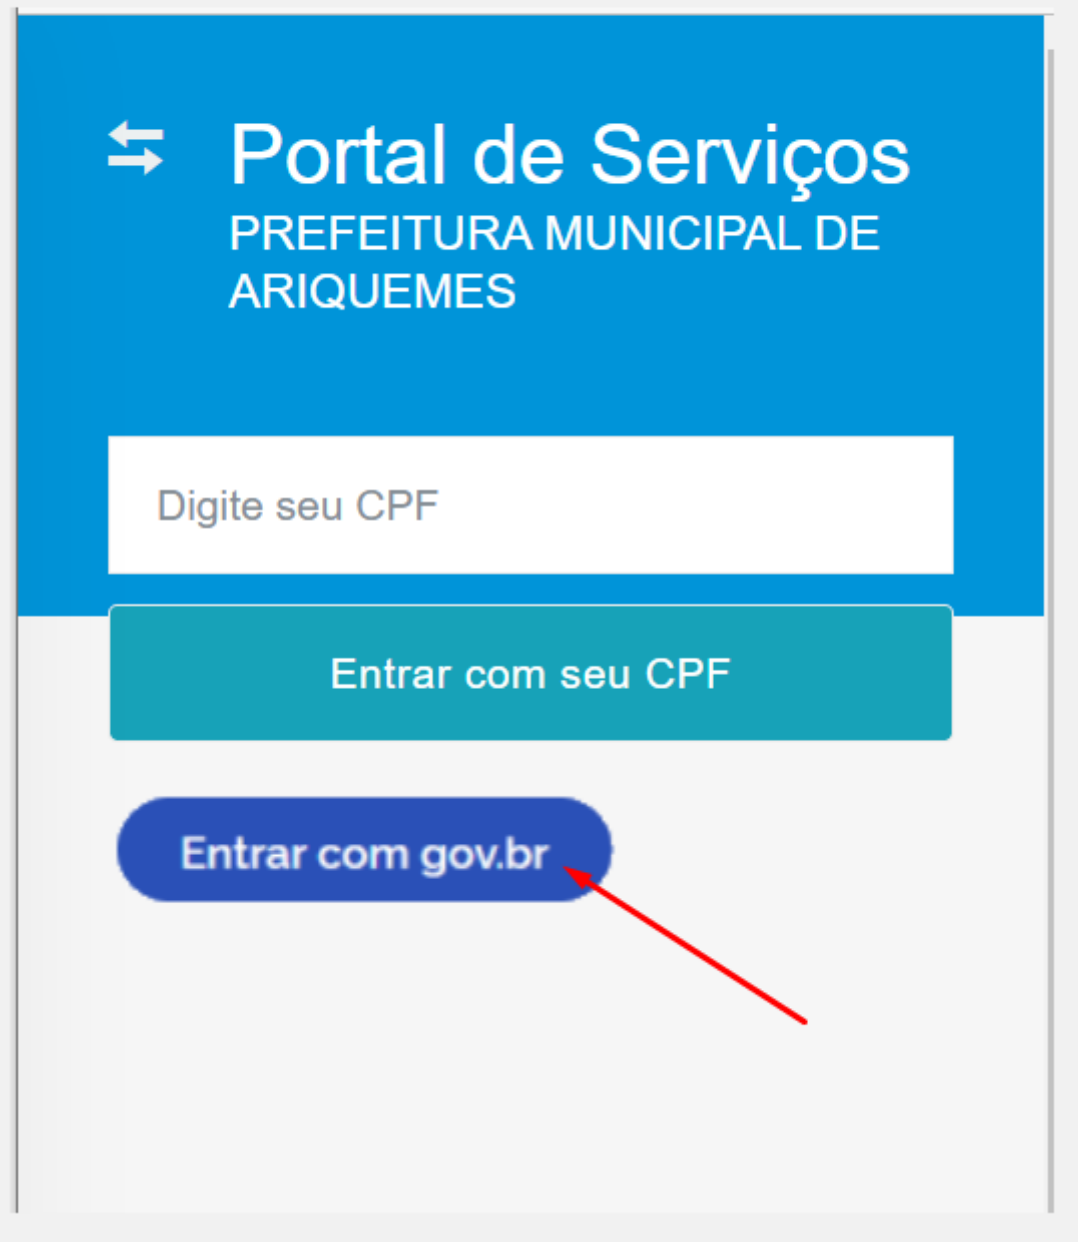 Portal de Serviços
PREFEITURA MUNICIPAL DE
ARIQUEMES
Digite seu CPF
Entrar com seu CPF
Entrar com gov.br